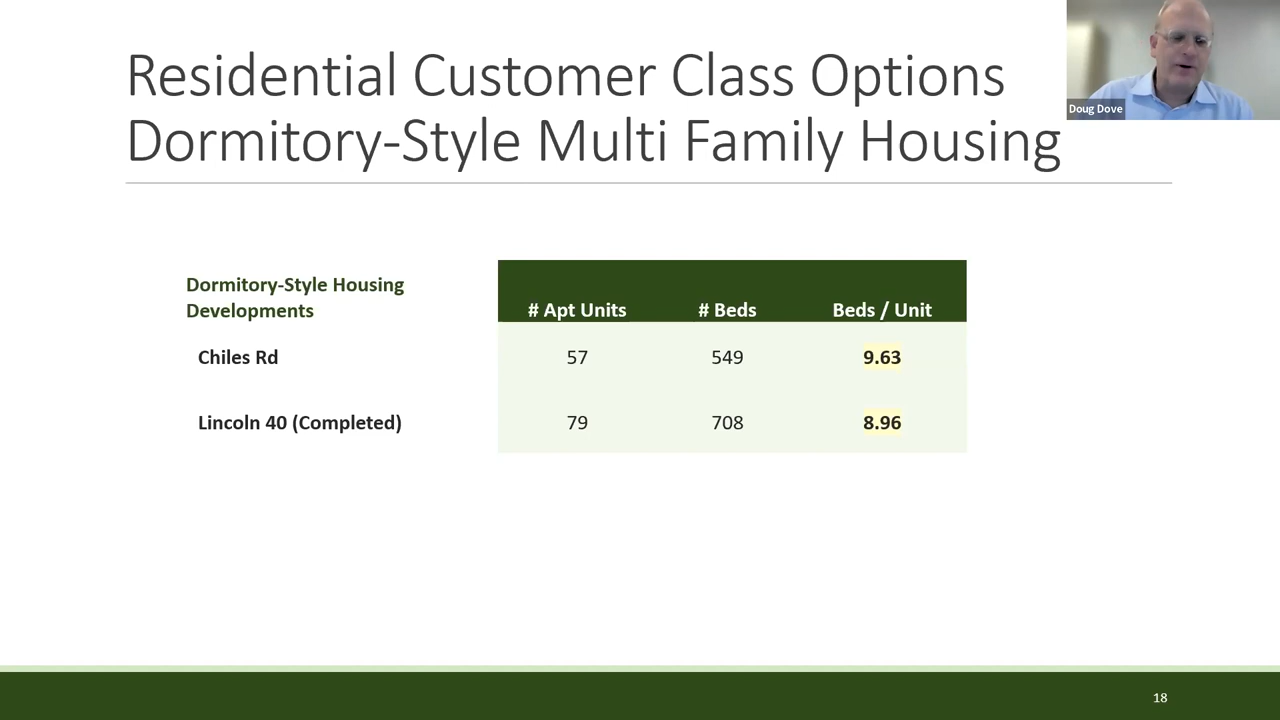 Residential Customer Class Options
Dormitory-Style Multi Family Housing
Doug Dove
Dormitory-Style Housing
Developments
# Apt Units # Beds Beds / Unit
Chiles Rd 57 549 9.63
Lincoln 40 (Completed) 79 708 8.96
18